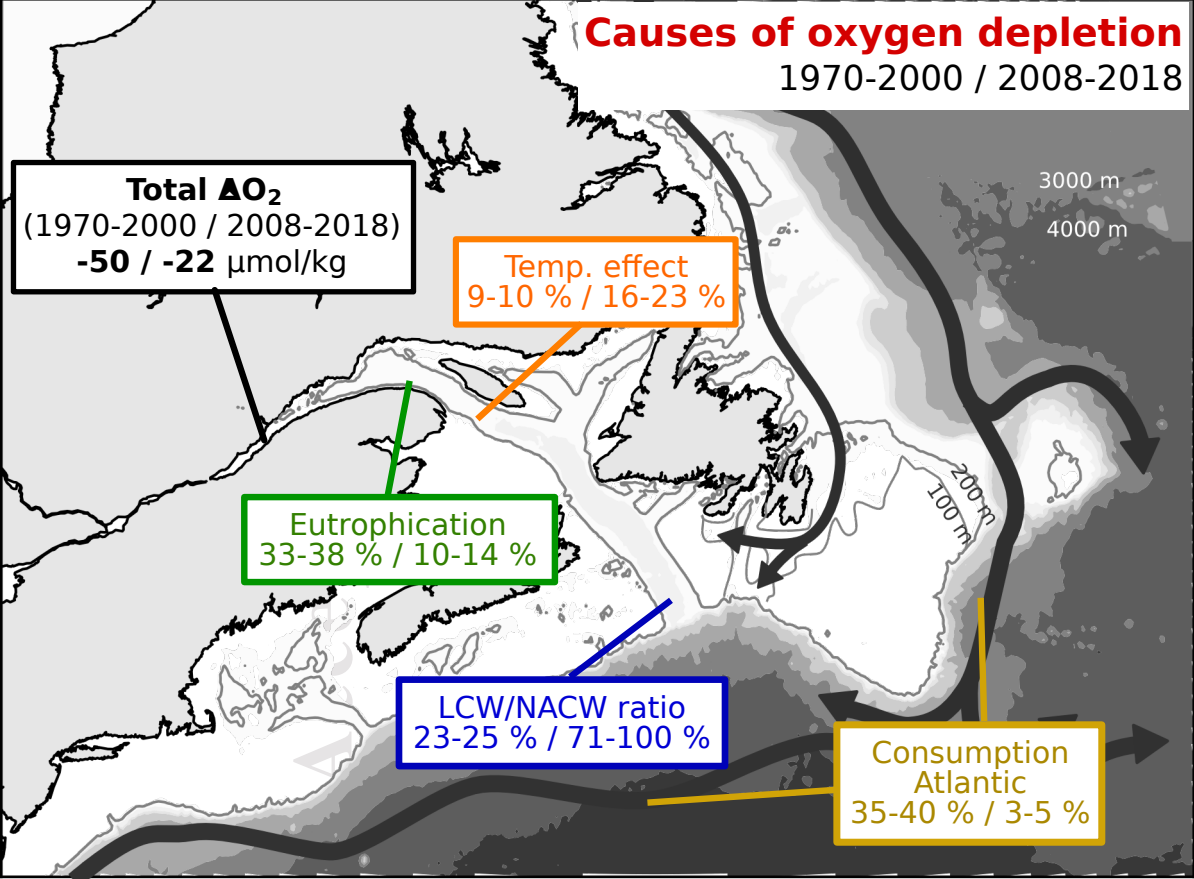 Causes of oxygen depletion
1970-2000 / 2008-2018
3000 m
4000 m
Total ΔO₂
(1970-2000 / 2008-2018)
-50 / -22 µmol/kg
Temp. effect
9-10 % / 16-23 %
200 m
100 m
Eutrophication
33-38 % / 10-14 %
LCW/NACW ratio
23-25 % / 71-100 %
Consumption
Atlantic
35-40 % / 3-5 %